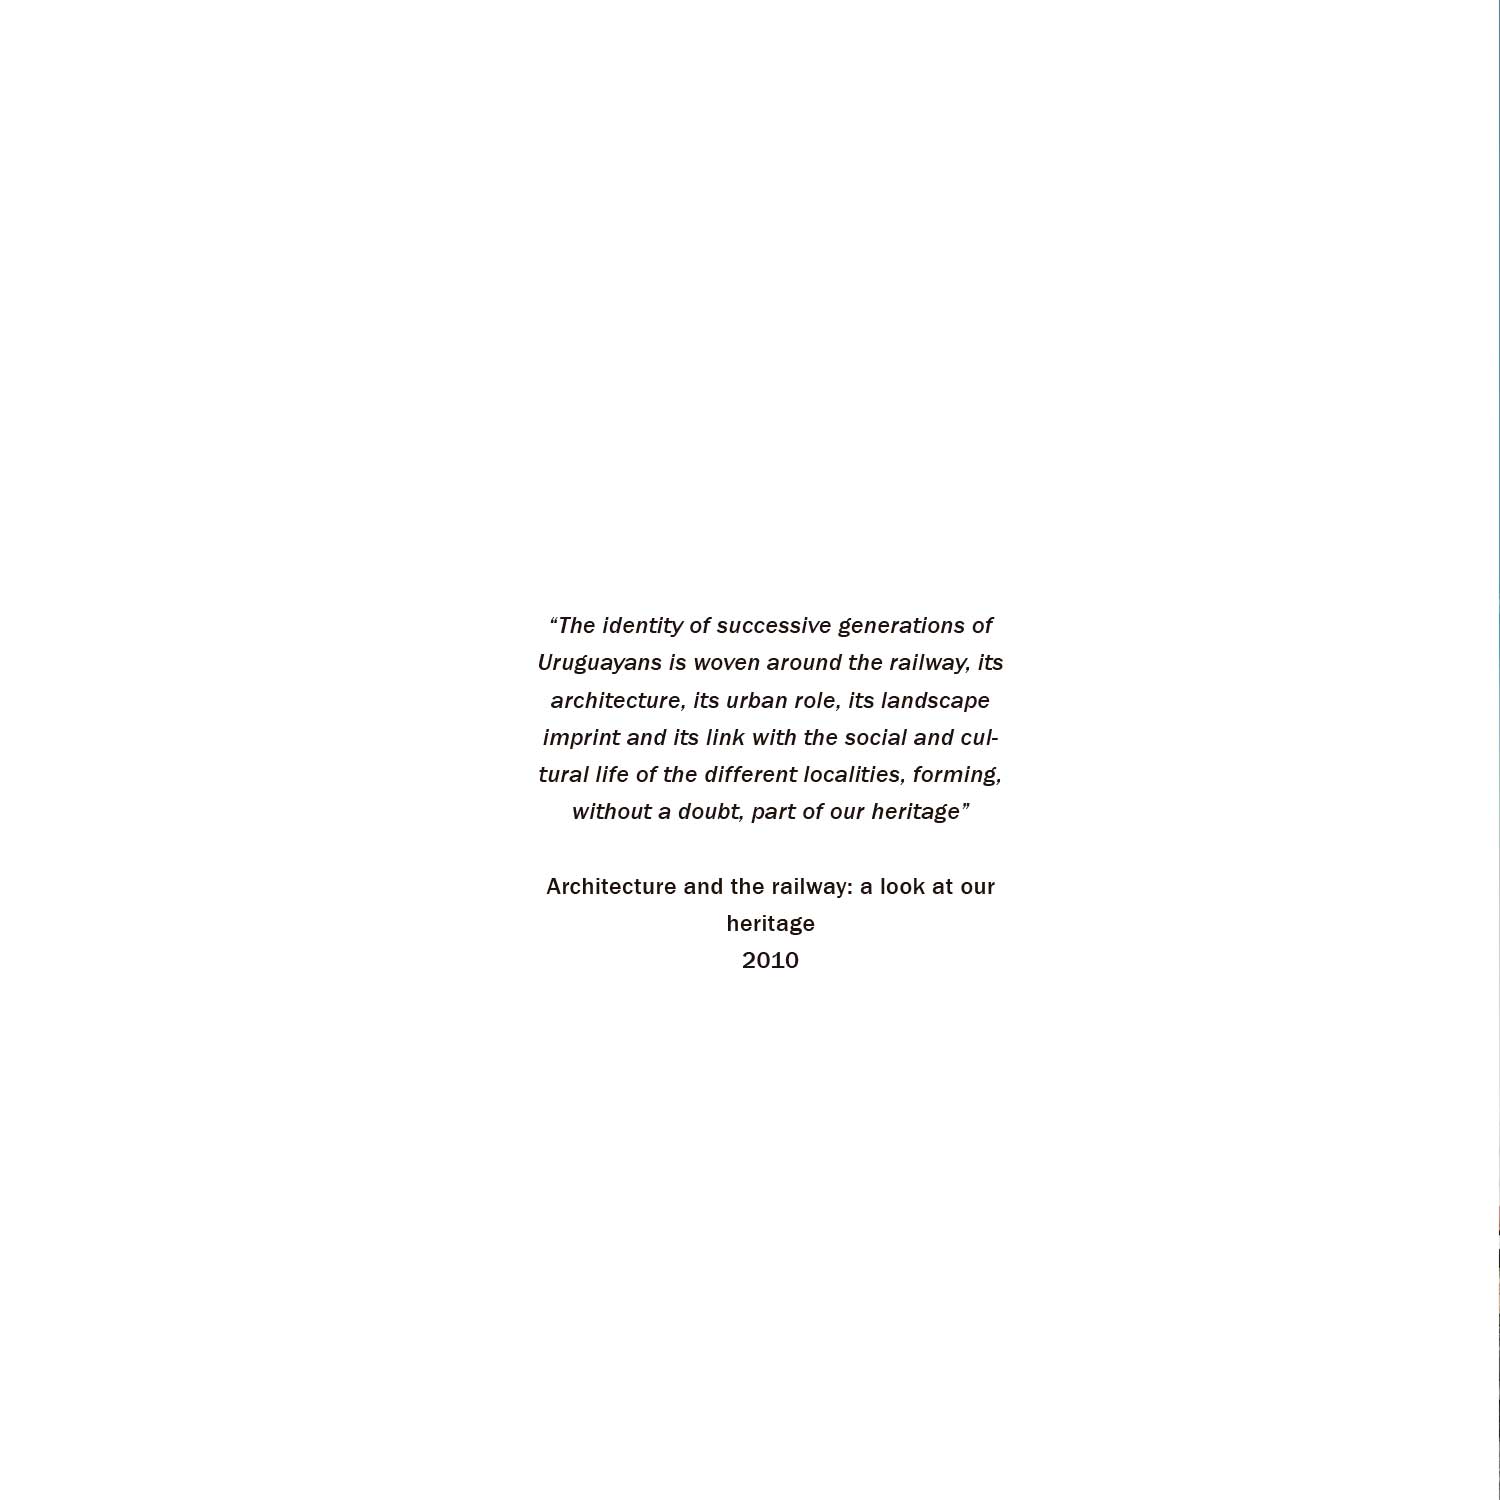 “The identity of successive generations of
Uruguayans is woven around the railway, its
architecture, its urban role, its landscape
imprint and its link with the social and cul-
tural life of the different localities, forming,
without a doubt, part of our heritage”
Architecture and the railway: a look at our
heritage
2010